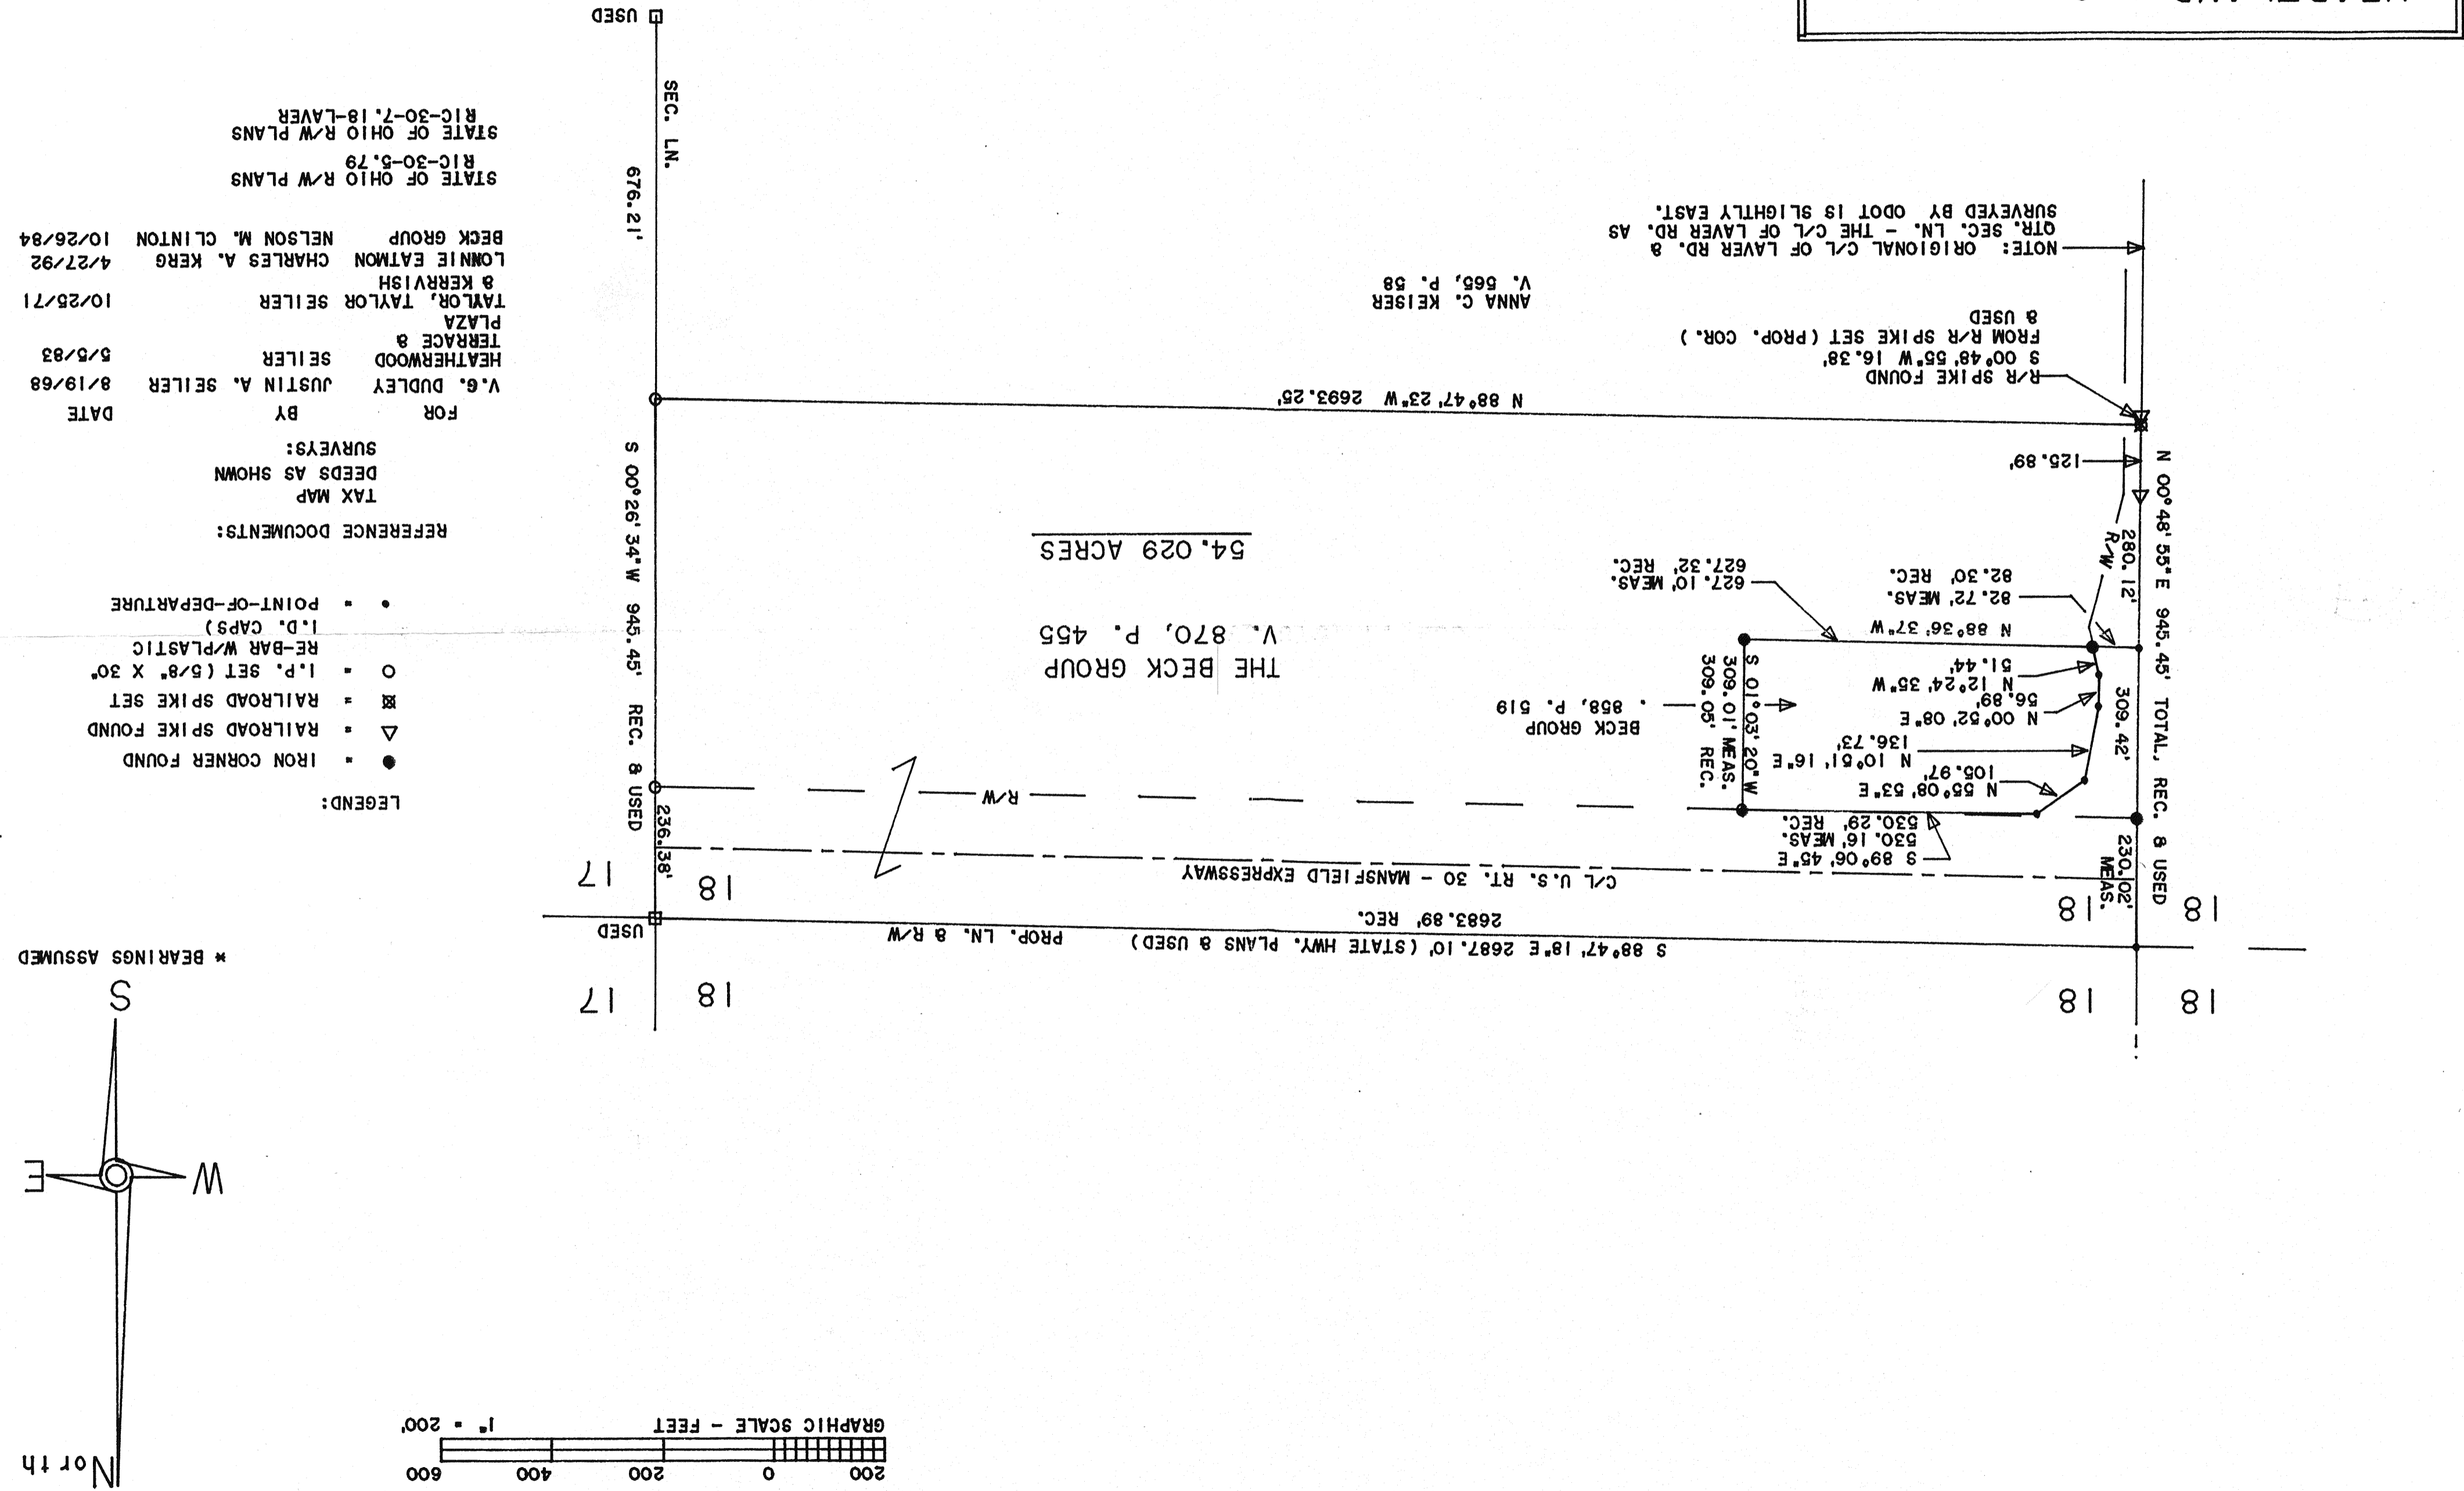 North
W
E
S
* BEARINGS ASSUMED
GRAPHIC SCALE - FEET
1" = 200'
200
0
200
400
600
18
18
18
17
18
18
18
17
S 88°47'18"E 2687.10' (STATE HWY. PLANS & USED)
2683.89' REC.
PROP. LN. & R/W
USED
C/L U.S. RT. 30 - MANSFIELD EXPRESSWAY
R/W
230.02'
MEAS.
N 00°48'55"E 945.45' TOTAL, REC. & USED
309.42'
280.12'
R/W
125.89'
S 89°06'45"E
530.16' MEAS.
530.29' REC.
N 55°08'53"E
105.97'
N 10°51'16"E
136.73'
N 00°52'08"E
56.89'
N 12°24'35"W
51.44'
N 88°36'37"W
82.72' MEAS.
82.30' REC.
627.10' MEAS.
627.32' REC.
S 01°03'20"W
309.01' MEAS.
309.05' REC.
BECK GROUP
. 858, P. 519
THE BECK GROUP
V. 870, P. 455
54.029 ACRES
236.38'
S 00°26'34"W 945.45' REC. & USED
N 88°47'23"W 2693.25'
R/R SPIKE FOUND
S 00°48'55"W 16.38'
FROM R/R SPIKE SET (PROP. COR.)
& USED
ANNA C. KEISER
V. 565, P. 58
NOTE: ORIGIONAL C/L OF LAVER RD. &
QTR. SEC. LN. - THE C/L OF LAVER RD. AS
SURVEYED BY ODOT IS SLIGHTLY EAST.
676.21'
SEC. LN.
USED
LEGEND:
● = IRON CORNER FOUND
▽ = RAILROAD SPIKE FOUND
⊠ = RAILROAD SPIKE SET
○ = I.P. SET (5/8" X 30"
RE-BAR W/PLASTIC
I.D. CAPS)
• = POINT-OF-DEPARTURE
REFERENCE DOCUMENTS:
TAX MAP
DEEDS AS SHOWN
SURVEYS:
FOR BY DATE
V.G. DUDLEY JUSTIN A. SEILER 8/19/68
HEATHERWOOD SEILER 5/5/83
TERRACE &
PLAZA
TAYLOR, TAYLOR SEILER 10/25/71
& KERRVISH
LONNIE EATMON CHARLES A. KERG 4/27/92
BECK GROUP NELSON M. CLINTON 10/26/84
STATE OF OHIO R/W PLANS
RIC-30-5.79
STATE OF OHIO R/W PLANS
RIC-30-7.18-LAVER